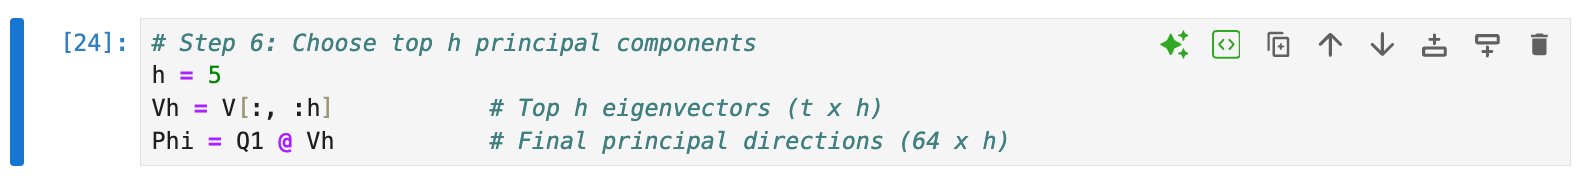 [24]: # Step 6: Choose top h principal components
h = 5
Vh = V[:, :h]           # Top h eigenvectors (t x h)
Phi = Q1 @ Vh           # Final principal directions (64 x h)